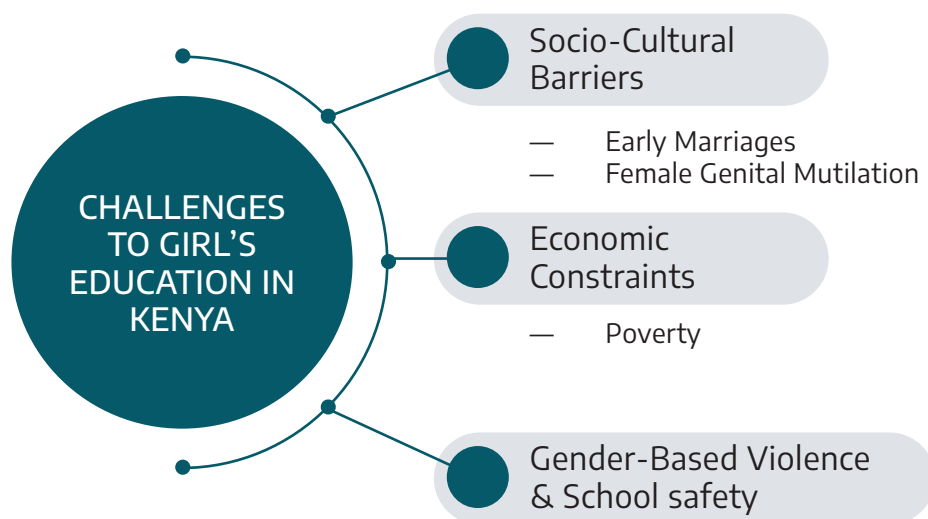 CHALLENGES
TO GIRL'S
EDUCATION IN
KENYA
Socio-Cultural
Barriers
— Early Marriages
— Female Genital Mutilation
Economic
Constraints
— Poverty
Gender-Based Violence
& School safety